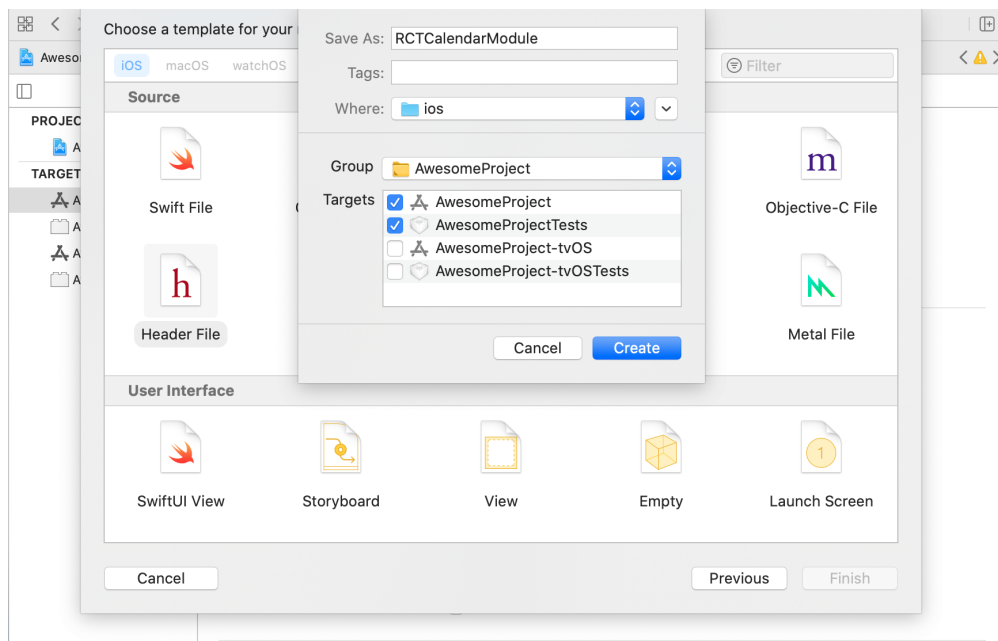 Choose a template for your
Save As: RCTCalendarModule
Tags:
Where: ios
iOS macOS watchOS
Filter
Aweso
Source
PROJEC
A
TARGET
A
A
A
A
Group AwesomeProject
Targets AwesomeProject
AwesomeProjectTests
AwesomeProject-tvOS
AwesomeProject-tvOSTests
Swift File
Objective-C File
m
h
Header File
Metal File
Cancel Create
User Interface
1
SwiftUI View
Storyboard
View
Empty
Launch Screen
Cancel
Previous
Finish